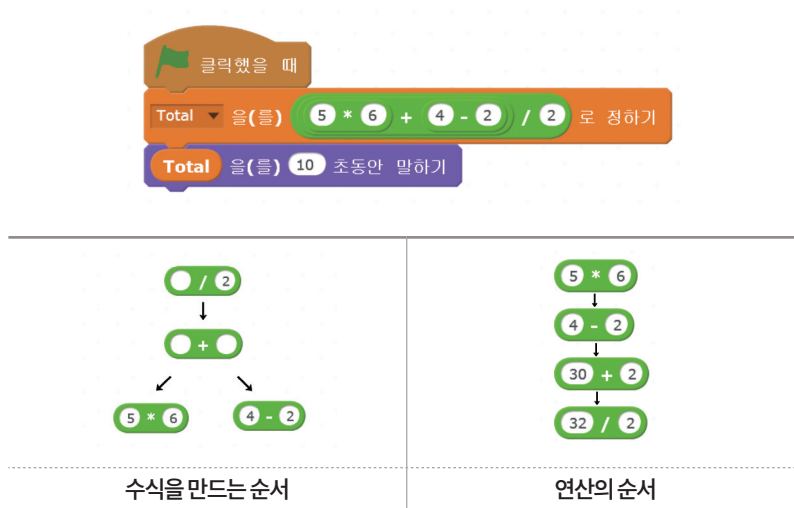 클릭했을 때
Total 을(를) 5 * 6 + 4 - 2 / 2 로 정하기
Total 을(를) 10 초동안 말하기
/ 2
+
5 * 6 4 - 2
수식을 만드는 순서
5 * 6
4 - 2
30 + 2
32 / 2
연산의 순서